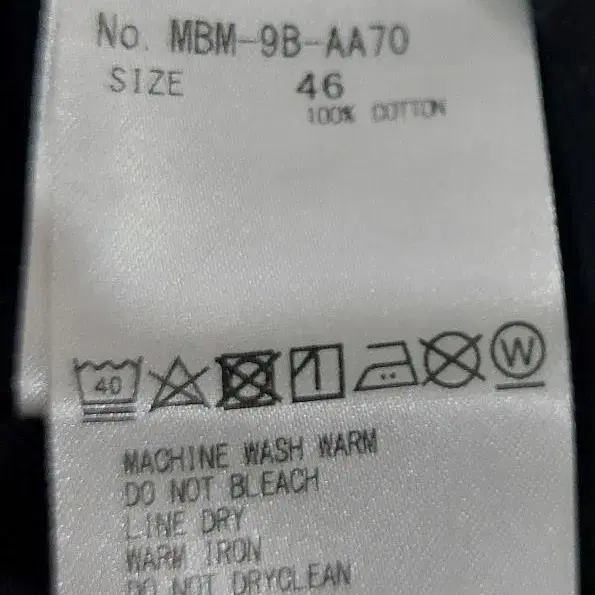 No. MBM-9B-AA70
SIZE 46
100% COTTON
40 W
MACHINE WASH WARM
DO NOT BLEACH
LINE DRY
WARM IRON
DO NOT DRYCLEAN